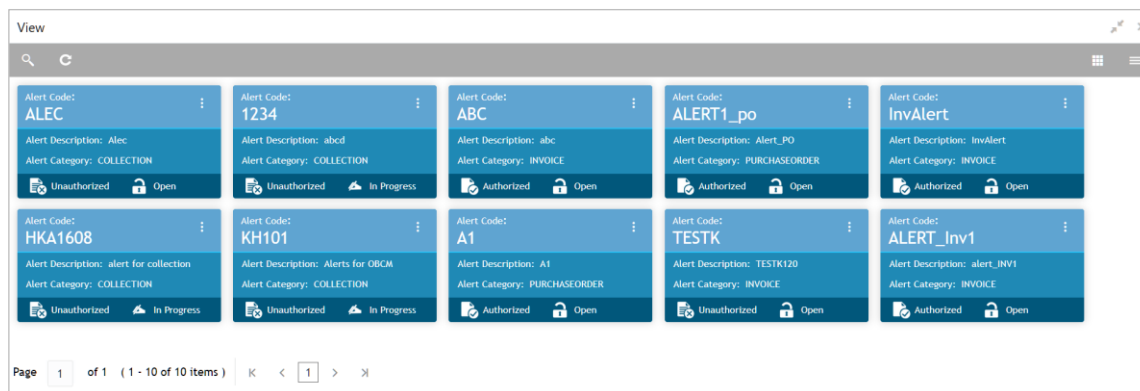 View
Alert Code:
ALEC
Alert Description: Alec
Alert Category: COLLECTION
Unauthorized Open
Alert Code:
1234
Alert Description: abcd
Alert Category: COLLECTION
Unauthorized In Progress
Alert Code:
ABC
Alert Description: abc
Alert Category: INVOICE
Authorized Open
Alert Code:
ALERT1_po
Alert Description: Alert_PO
Alert Category: PURCHASEORDER
Authorized Open
Alert Code:
InvAlert
Alert Description: InvAlert
Alert Category: INVOICE
Authorized Open
Alert Code:
HKA1608
Alert Description: alert for collection
Alert Category: COLLECTION
Unauthorized In Progress
Alert Code:
KH101
Alert Description: Alerts for OBCM
Alert Category: COLLECTION
Unauthorized In Progress
Alert Code:
A1
Alert Description: A1
Alert Category: PURCHASEORDER
Authorized Open
Alert Code:
TESTK
Alert Description: TESTK120
Alert Category: INVOICE
Unauthorized Open
Alert Code:
ALERT_Inv1
Alert Description: alert_INV1
Alert Category: INVOICE
Authorized Open
Page 1 of 1 ( 1 - 10 of 10 items ) 1